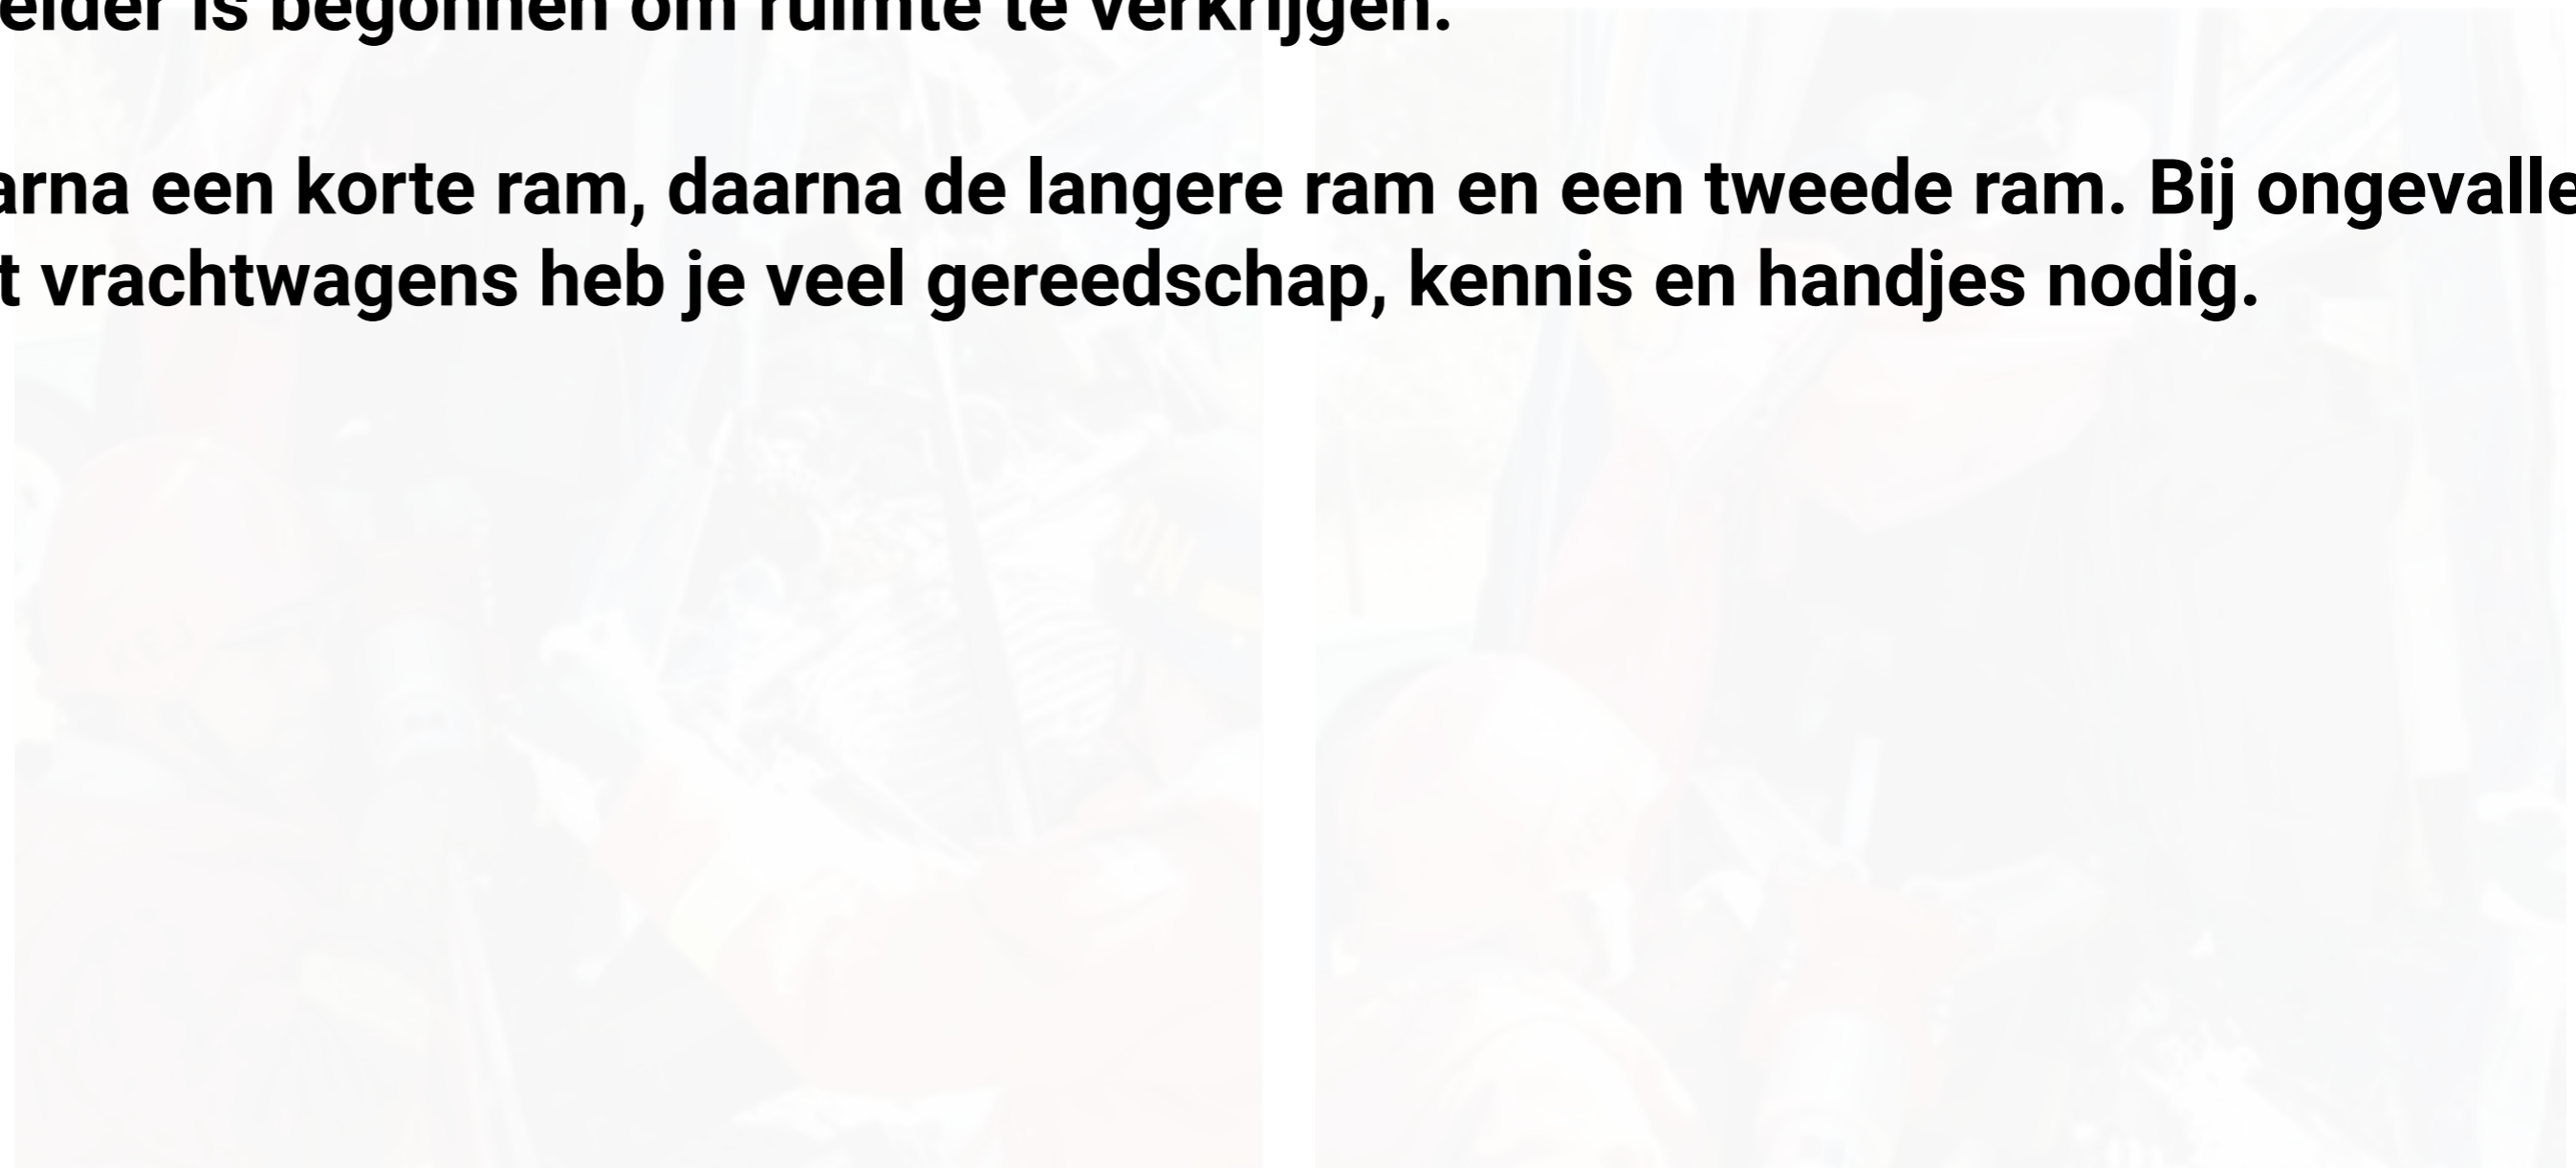 elder is begonnen om ruimte te verkrijgen.
arna een korte ram, daarna de langere ram en een tweede ram. Bij ongevalle
t vrachtwagens heb je veel gereedschap, kennis en handjes nodig.